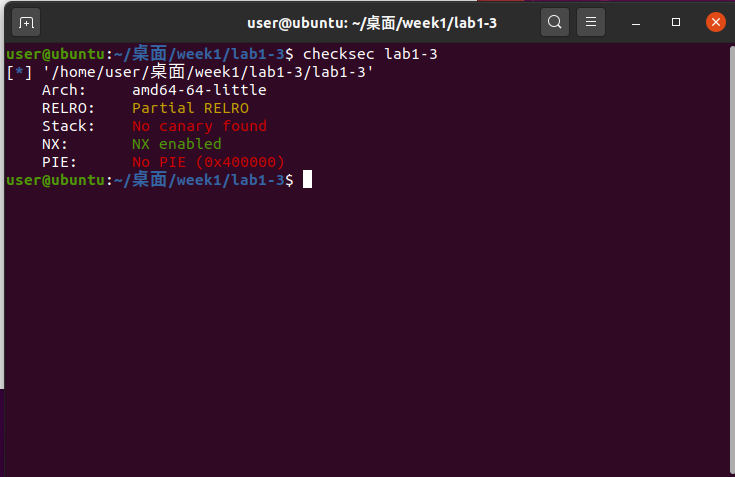 user@ubuntu: ~/桌面/week1/lab1-3
user@ubuntu:~/桌面/week1/lab1-3$ checksec lab1-3
[*] '/home/user/桌面/week1/lab1-3/lab1-3'
    Arch:     amd64-64-little
    RELRO:    Partial RELRO
    Stack:    No canary found
    NX:       NX enabled
    PIE:      No PIE (0x400000)
user@ubuntu:~/桌面/week1/lab1-3$